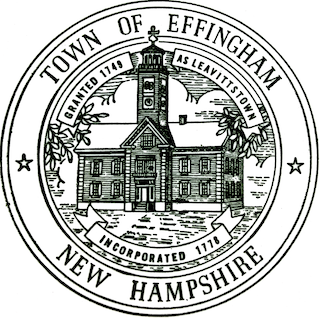 TOWN OF EFFINGHAM
GRANTED 1749 AS LEAVITTSTOWN
INCORPORATED 1778
NEW HAMPSHIRE